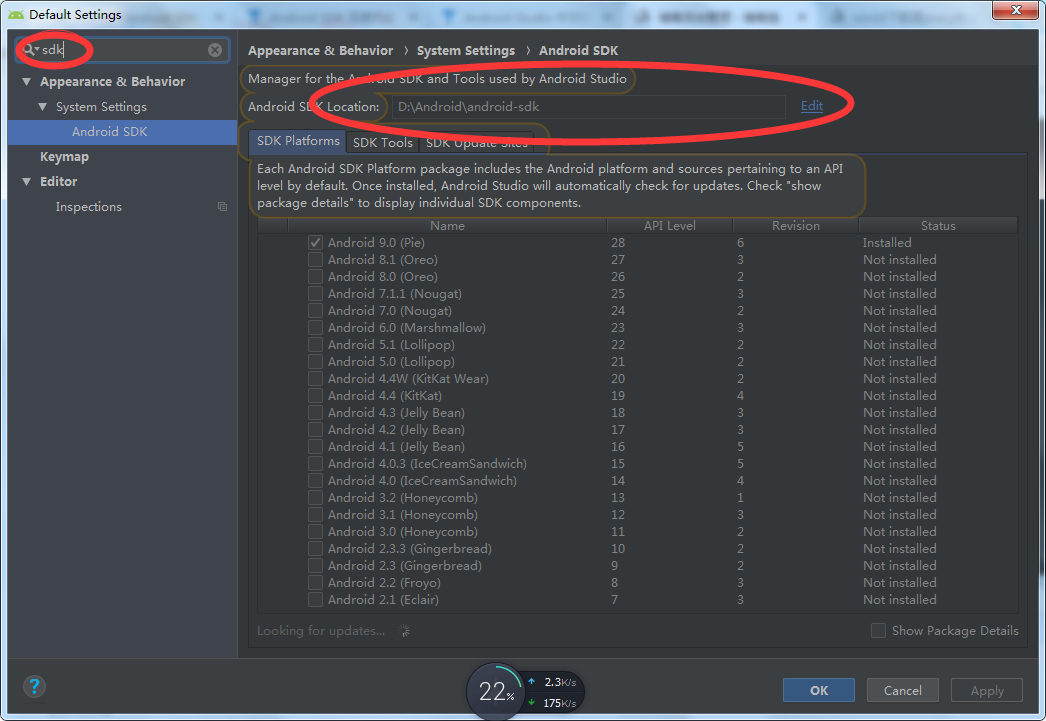 Default Settings
sdk
Appearance & Behavior
System Settings
Android SDK
Keymap
Editor
Inspections
Appearance & Behavior › System Settings › Android SDK
Manager for the Android SDK and Tools used by Android Studio
Android SDK Location: D:\Android\android-sdk Edit
SDK Platforms SDK Tools SDK Update Sites
Each Android SDK Platform package includes the Android platform and sources pertaining to an API
level by default. Once installed, Android Studio will automatically check for updates. Check "show
package details" to display individual SDK components.
Name API Level Revision Status
Android 9.0 (Pie) 28 6 Installed
Android 8.1 (Oreo) 27 3 Not installed
Android 8.0 (Oreo) 26 2 Not installed
Android 7.1.1 (Nougat) 25 3 Not installed
Android 7.0 (Nougat) 24 2 Not installed
Android 6.0 (Marshmallow) 23 3 Not installed
Android 5.1 (Lollipop) 22 2 Not installed
Android 5.0 (Lollipop) 21 2 Not installed
Android 4.4W (KitKat Wear) 20 2 Not installed
Android 4.4 (KitKat) 19 4 Not installed
Android 4.3 (Jelly Bean) 18 3 Not installed
Android 4.2 (Jelly Bean) 17 3 Not installed
Android 4.1 (Jelly Bean) 16 5 Not installed
Android 4.0.3 (IceCreamSandwich) 15 5 Not installed
Android 4.0 (IceCreamSandwich) 14 4 Not installed
Android 3.2 (Honeycomb) 13 1 Not installed
Android 3.1 (Honeycomb) 12 3 Not installed
Android 3.0 (Honeycomb) 11 2 Not installed
Android 2.3.3 (Gingerbread) 10 2 Not installed
Android 2.3 (Gingerbread) 9 2 Not installed
Android 2.2 (Froyo) 8 3 Not installed
Android 2.1 (Eclair) 7 3 Not installed
Looking for updates... Show Package Details
? 22% 2.3K/s
175K/s
OK Cancel Apply